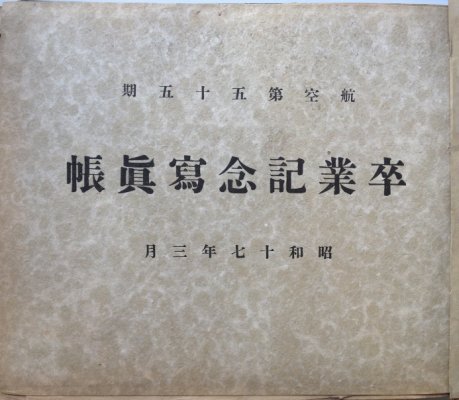 航空第五十五期
卒業記念寫眞帳
昭和十七年三月